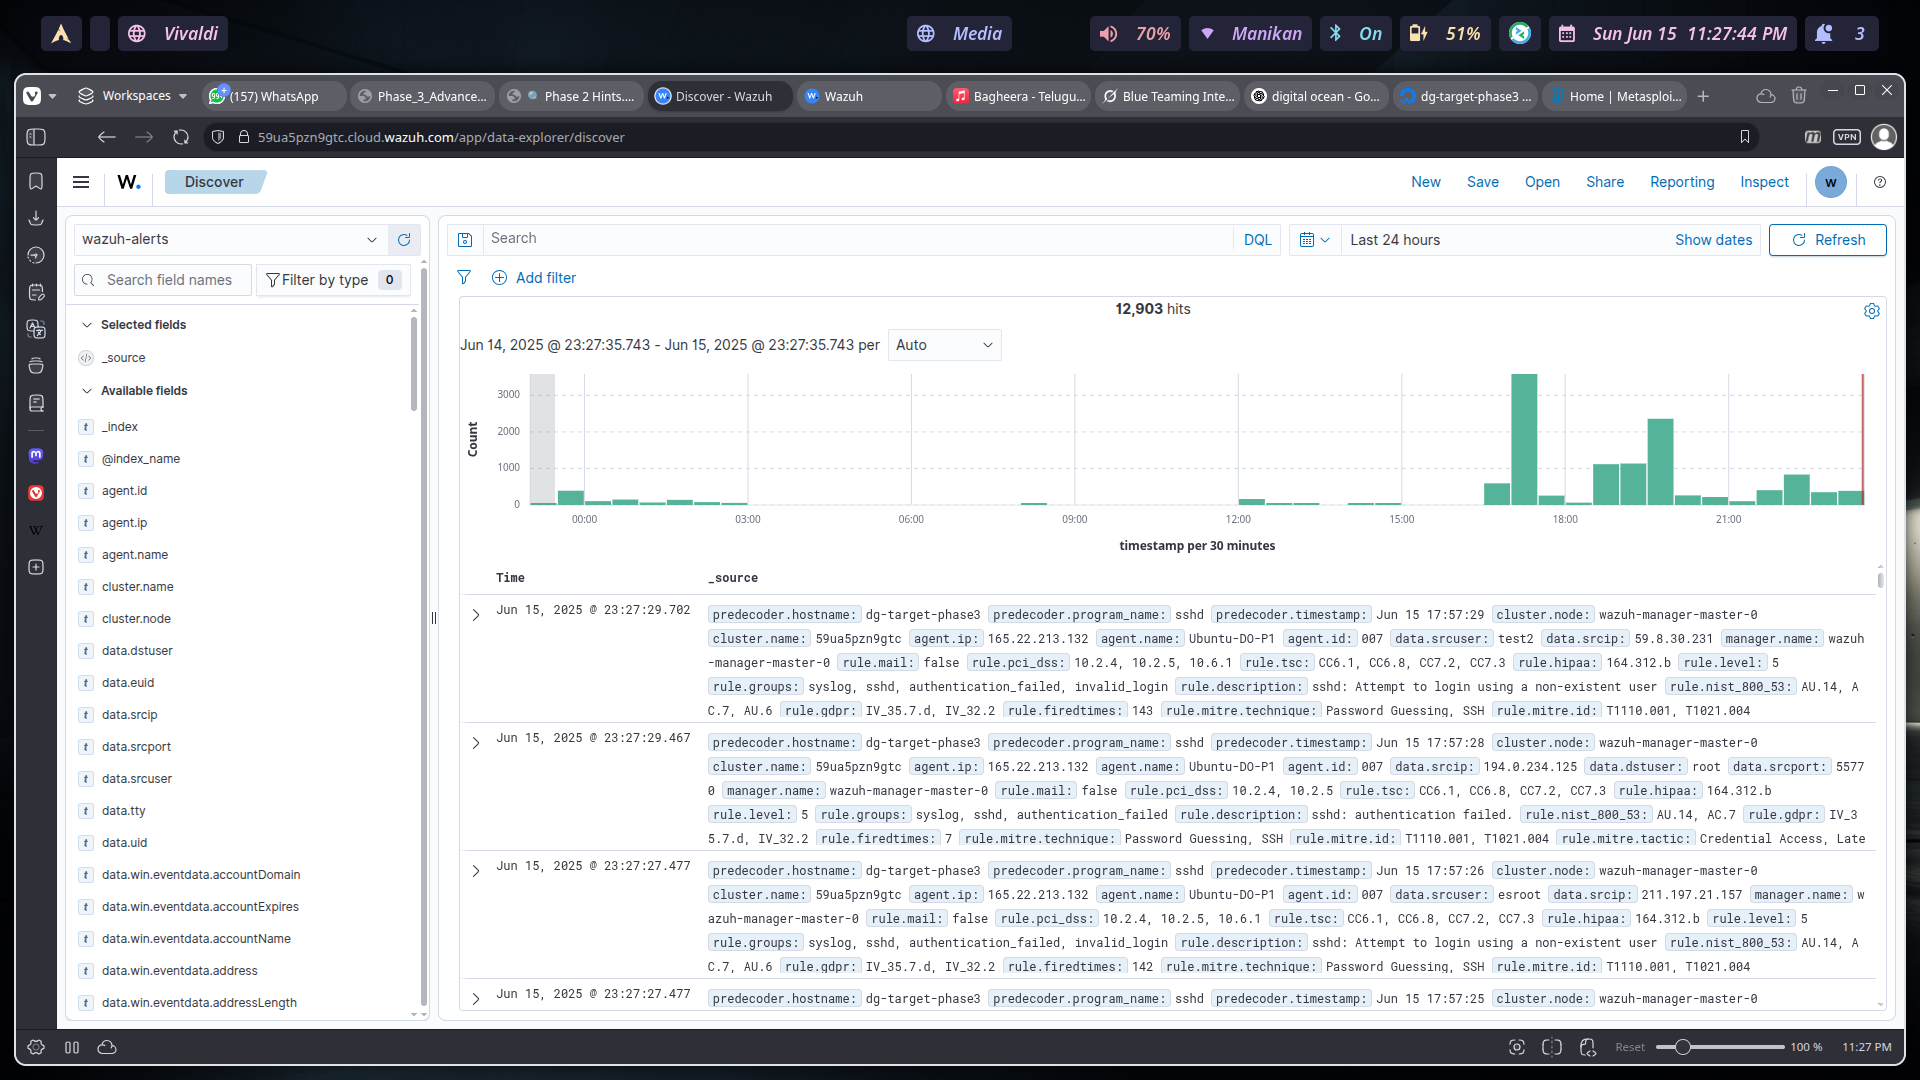 Vivaldi
Media
70%
Manikan
On
51%
Sun Jun 15 11:27:44 PM
3
Workspaces
(157) WhatsApp
Phase_3_Advance...
Phase 2 Hints....
Discover - Wazuh
Wazuh
Bagheera - Telugu...
Blue Teaming Inte...
digital ocean - Go...
dg-target-phase3 ...
Home | Metasploi...
59ua5pzn9gtc.cloud.wazuh.com/app/data-explorer/discover
VPN
W.
Discover
New
Save
Open
Share
Reporting
Inspect
w
wazuh-alerts
Search
DQL
Last 24 hours
Show dates
Refresh
Search field names
Filter by type 0
Add filter
Selected fields
_source
Available fields
t _index
t @index_name
t agent.id
t agent.ip
t agent.name
t cluster.name
t cluster.node
t data.dstuser
t data.euid
t data.srcip
t data.srcport
t data.srcuser
t data.tty
t data.uid
t data.win.eventdata.accountDomain
t data.win.eventdata.accountExpires
t data.win.eventdata.accountName
t data.win.eventdata.address
t data.win.eventdata.addressLength
12,903 hits
Jun 14, 2025 @ 23:27:35.743 - Jun 15, 2025 @ 23:27:35.743 per Auto
Count
3000
2000
1000
0
00:00 03:00 06:00 09:00 12:00 15:00 18:00 21:00
timestamp per 30 minutes
Time _source
Jun 15, 2025 @ 23:27:29.702
predecoder.hostname: dg-target-phase3 predecoder.program_name: sshd predecoder.timestamp: Jun 15 17:57:29 cluster.node: wazuh-manager-master-0
cluster.name: 59ua5pzn9gtc agent.ip: 165.22.213.132 agent.name: Ubuntu-DO-P1 agent.id: 007 data.srcuser: test2 data.srcip: 59.8.30.231 manager.name: wazuh
-manager-master-0 rule.mail: false rule.pci_dss: 10.2.4, 10.2.5, 10.6.1 rule.tsc: CC6.1, CC6.8, CC7.2, CC7.3 rule.hipaa: 164.312.b rule.level: 5
rule.groups: syslog, sshd, authentication_failed, invalid_login rule.description: sshd: Attempt to login using a non-existent user rule.nist_800_53: AU.14, A
C.7, AU.6 rule.gdpr: IV_35.7.d, IV_32.2 rule.firedtimes: 143 rule.mitre.technique: Password Guessing, SSH rule.mitre.id: T1110.001, T1021.004
Jun 15, 2025 @ 23:27:29.467
predecoder.hostname: dg-target-phase3 predecoder.program_name: sshd predecoder.timestamp: Jun 15 17:57:28 cluster.node: wazuh-manager-master-0
cluster.name: 59ua5pzn9gtc agent.ip: 165.22.213.132 agent.name: Ubuntu-DO-P1 agent.id: 007 data.srcip: 194.0.234.125 data.dstuser: root data.srcport: 5577
0 manager.name: wazuh-manager-master-0 rule.mail: false rule.pci_dss: 10.2.4, 10.2.5 rule.tsc: CC6.1, CC6.8, CC7.2, CC7.3 rule.hipaa: 164.312.b
rule.level: 5 rule.groups: syslog, sshd, authentication_failed rule.description: sshd: authentication failed. rule.nist_800_53: AU.14, AC.7 rule.gdpr: IV_3
5.7.d, IV_32.2 rule.firedtimes: 7 rule.mitre.technique: Password Guessing, SSH rule.mitre.id: T1110.001, T1021.004 rule.mitre.tactic: Credential Access, Late
Jun 15, 2025 @ 23:27:27.477
predecoder.hostname: dg-target-phase3 predecoder.program_name: sshd predecoder.timestamp: Jun 15 17:57:26 cluster.node: wazuh-manager-master-0
cluster.name: 59ua5pzn9gtc agent.ip: 165.22.213.132 agent.name: Ubuntu-DO-P1 agent.id: 007 data.srcuser: esroot data.srcip: 211.197.21.157 manager.name: w
azuh-manager-master-0 rule.mail: false rule.pci_dss: 10.2.4, 10.2.5, 10.6.1 rule.tsc: CC6.1, CC6.8, CC7.2, CC7.3 rule.hipaa: 164.312.b rule.level: 5
rule.groups: syslog, sshd, authentication_failed, invalid_login rule.description: sshd: Attempt to login using a non-existent user rule.nist_800_53: AU.14, A
C.7, AU.6 rule.gdpr: IV_35.7.d, IV_32.2 rule.firedtimes: 142 rule.mitre.technique: Password Guessing, SSH rule.mitre.id: T1110.001, T1021.004
Jun 15, 2025 @ 23:27:27.477
predecoder.hostname: dg-target-phase3 predecoder.program_name: sshd predecoder.timestamp: Jun 15 17:57:25 cluster.node: wazuh-manager-master-0
Reset
100 %
11:27 PM